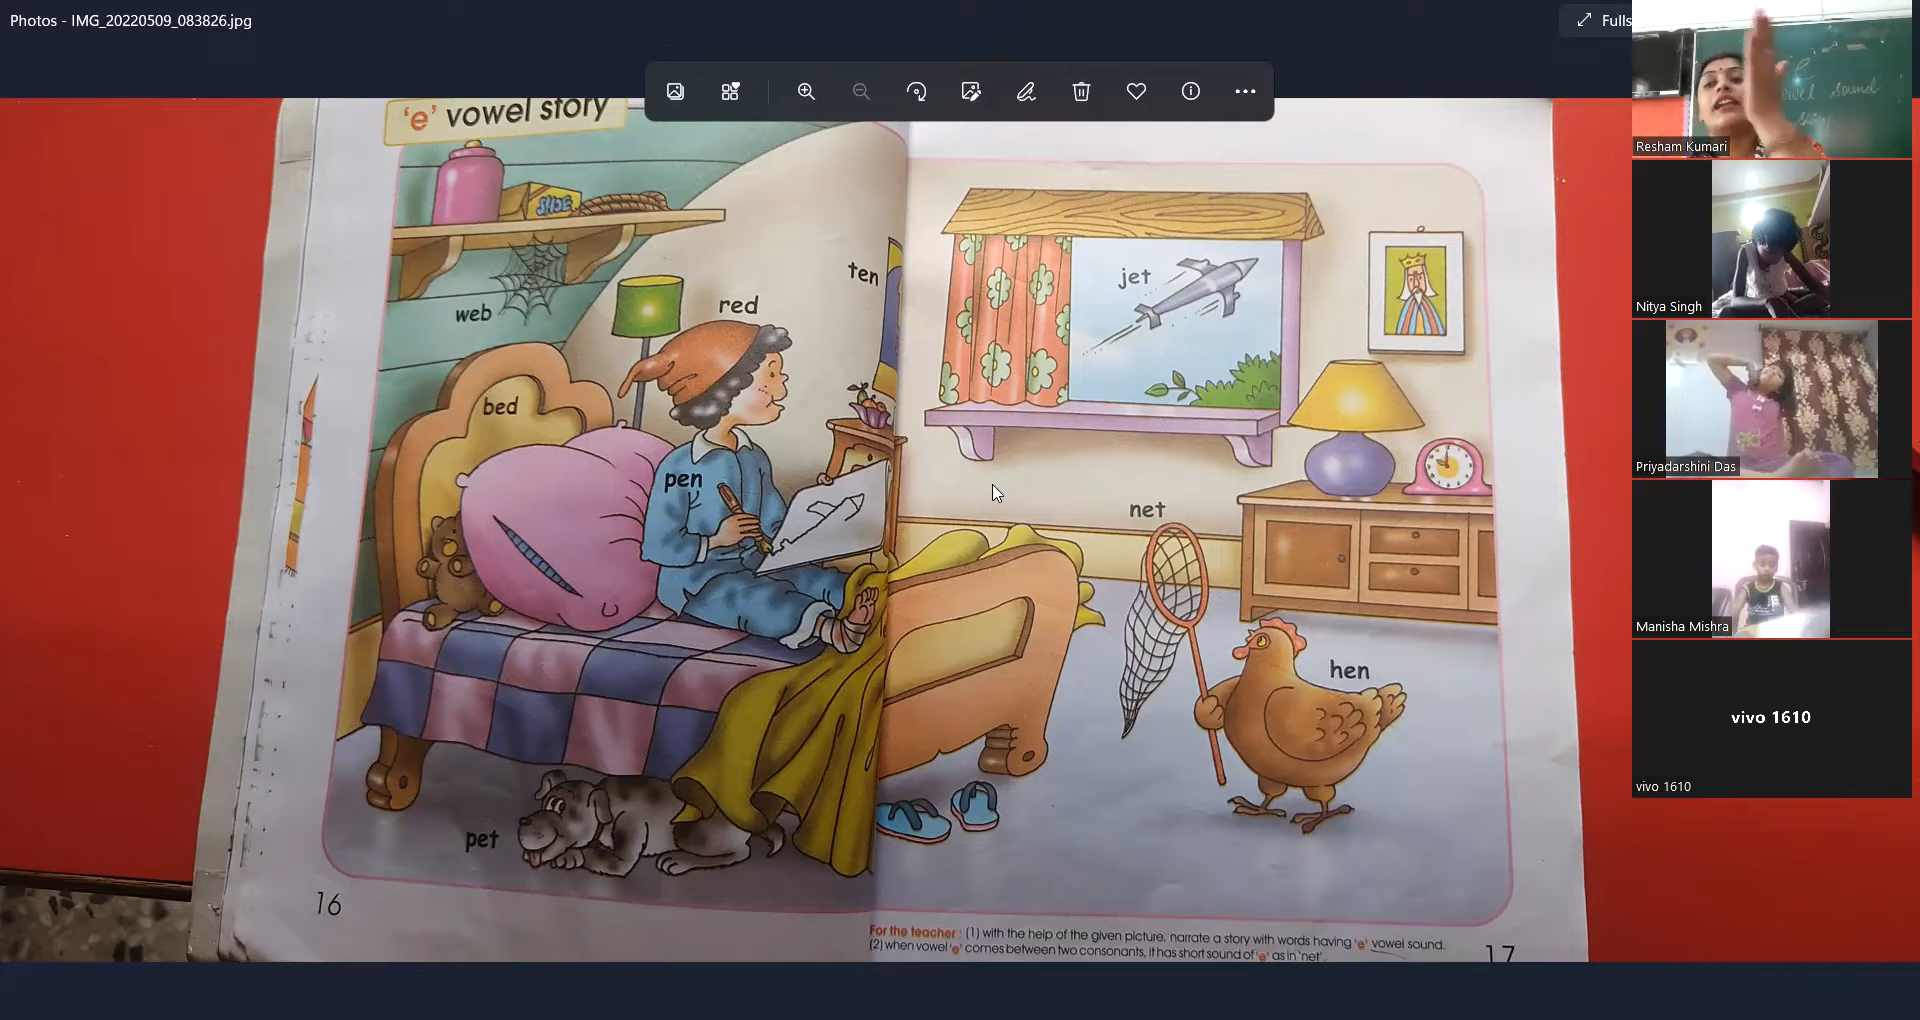 Photos - IMG_20220509_083826.jpg
Fulls
'e' vowel story
SHOE
web
red
ten
bed
pen
pet
16
jet
net
hen
For the teacher : (1) with the help of the given picture, narrate a story with words having 'e' vowel sound.
(2) when vowel 'e' comes between two consonants, it has short sound of 'e' as in 'net'.
17
e
vowel sound
Resham Kumari
Nitya Singh
Priyadarshini Das
Manisha Mishra
vivo 1610
vivo 1610